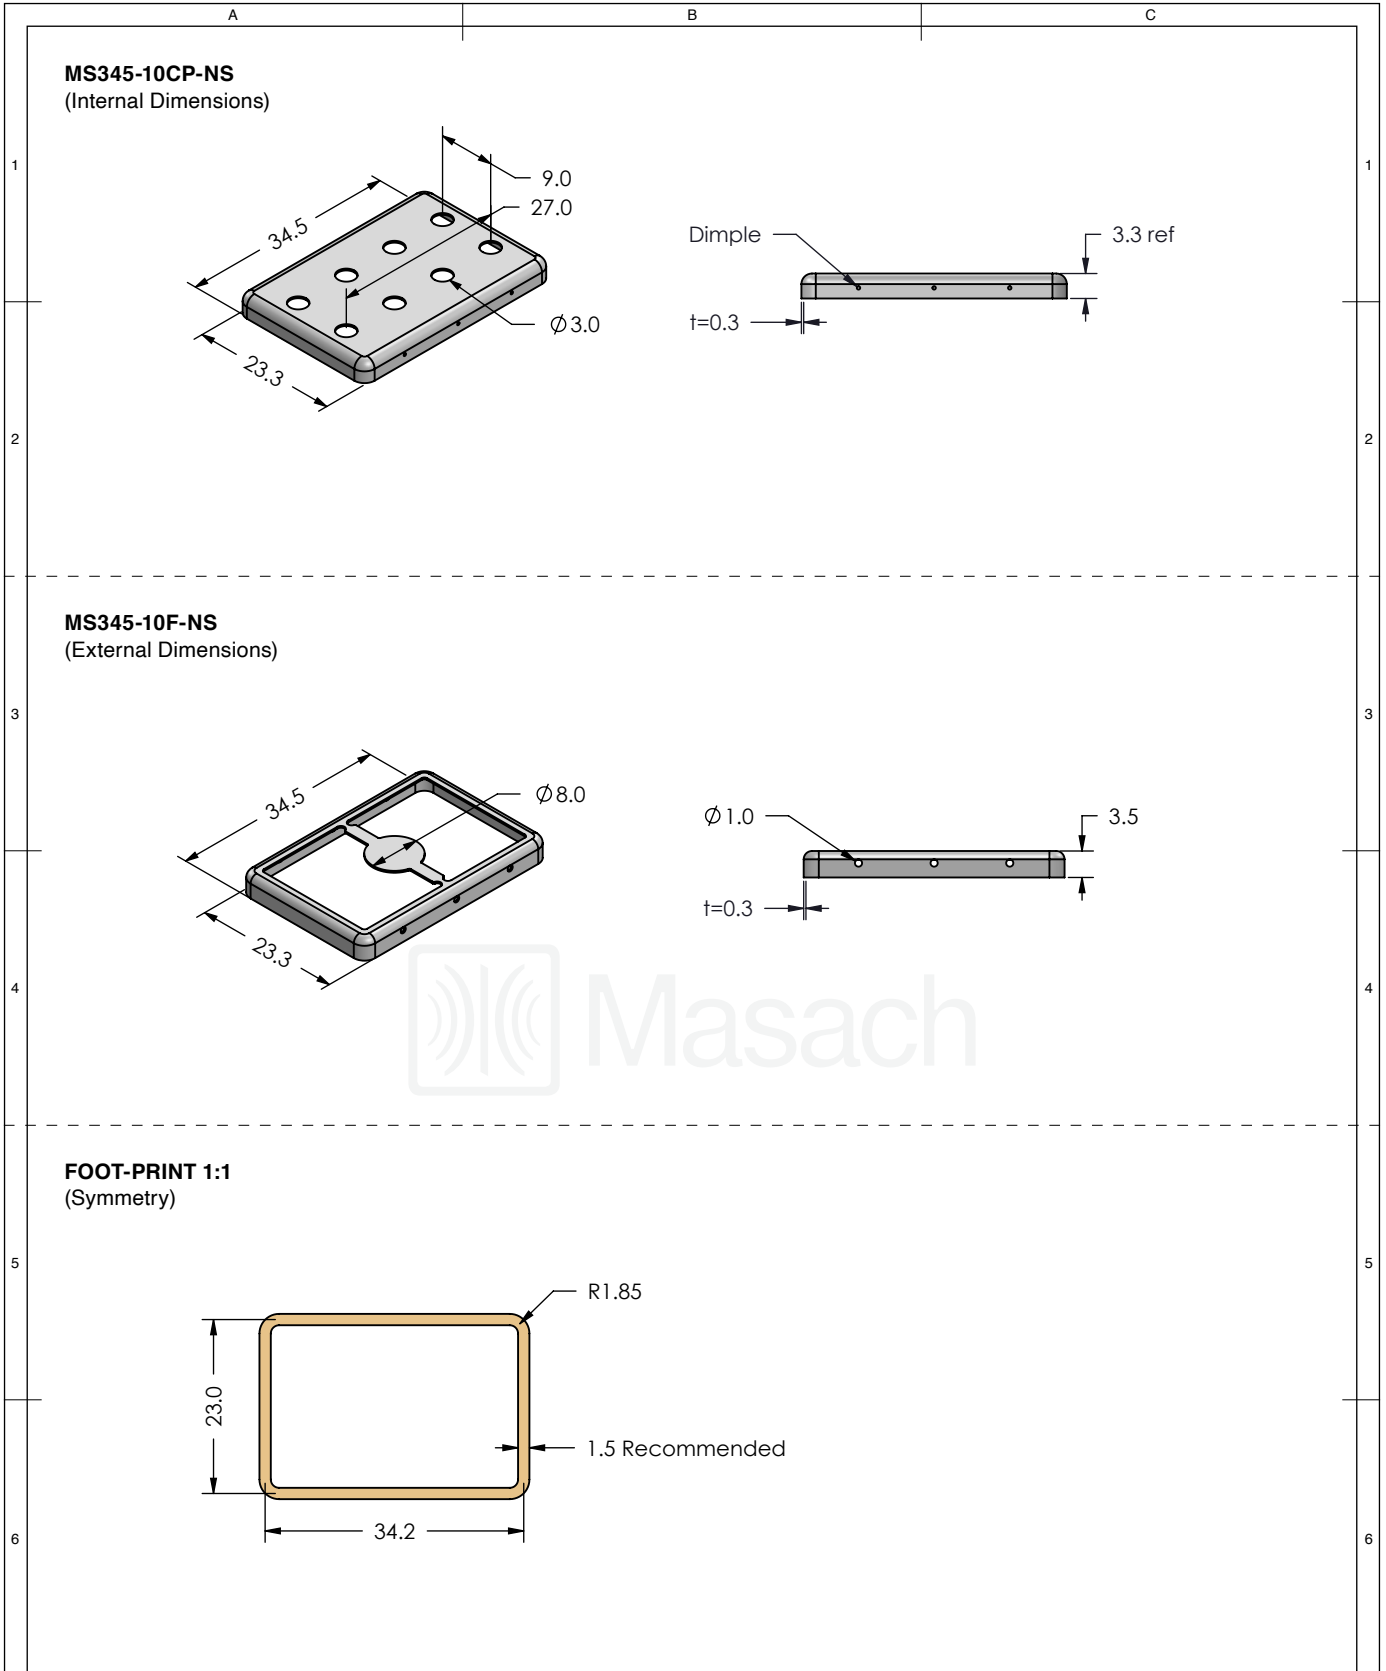 A B C
MS345-10CP-NS
(Internal Dimensions)
1 1
9.0
27.0
34.5
Dimple
3.3 ref
t=0.3
Ø3.0
23.3
2 2
MS345-10F-NS
(External Dimensions)
3 3
34.5
Ø8.0
Ø1.0
3.5
t=0.3
23.3
4 4
Masach
FOOT-PRINT 1:1
(Symmetry)
5 5
R1.85
23.0
1.5 Recommended
34.2
6 6